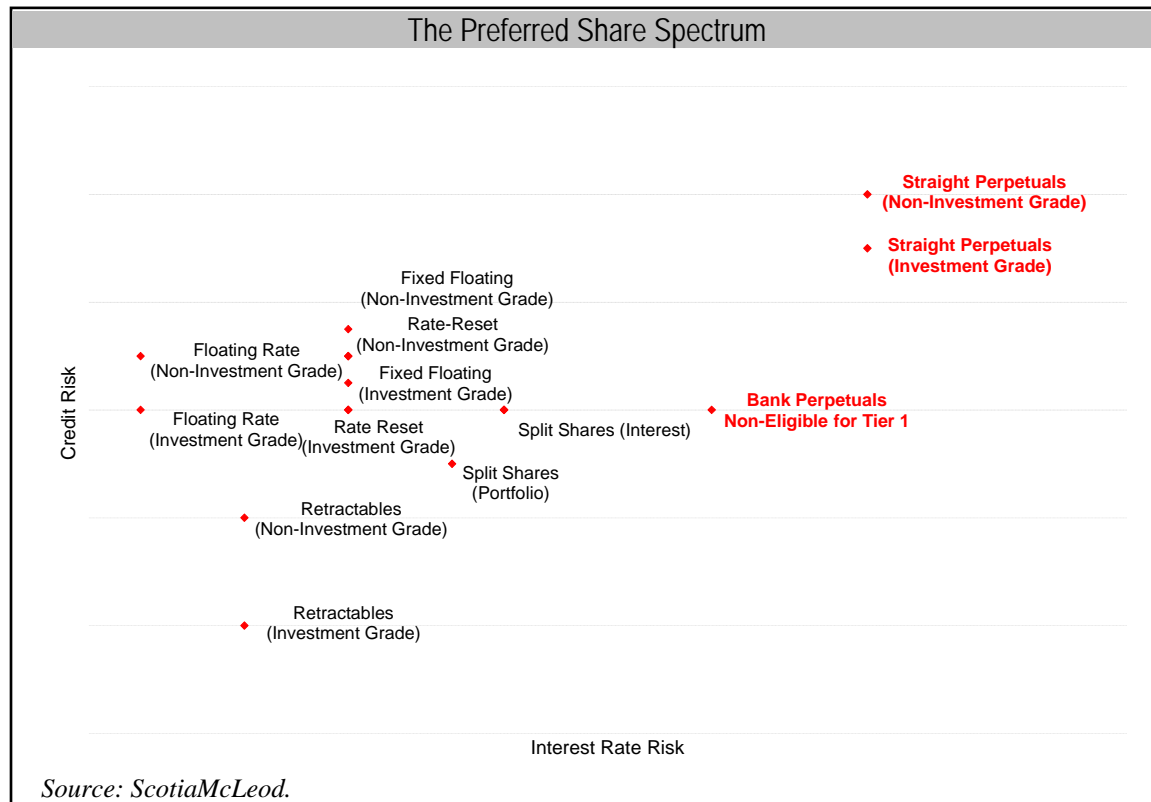 The Preferred Share Spectrum
Straight Perpetuals
(Non-Investment Grade)
Straight Perpetuals
(Investment Grade)
Fixed Floating
(Non-Investment Grade)
Rate-Reset
(Non-Investment Grade)
Floating Rate
(Non-Investment Grade)
Fixed Floating
(Investment Grade)
Bank Perpetuals
Non-Eligible for Tier 1
Floating Rate
(Investment Grade)
Rate Reset
(Investment Grade)
Split Shares (Interest)
Split Shares
(Portfolio)
Retractables
(Non-Investment Grade)
Retractables
(Investment Grade)
Credit Risk
Interest Rate Risk
Source: ScotiaMcLeod.